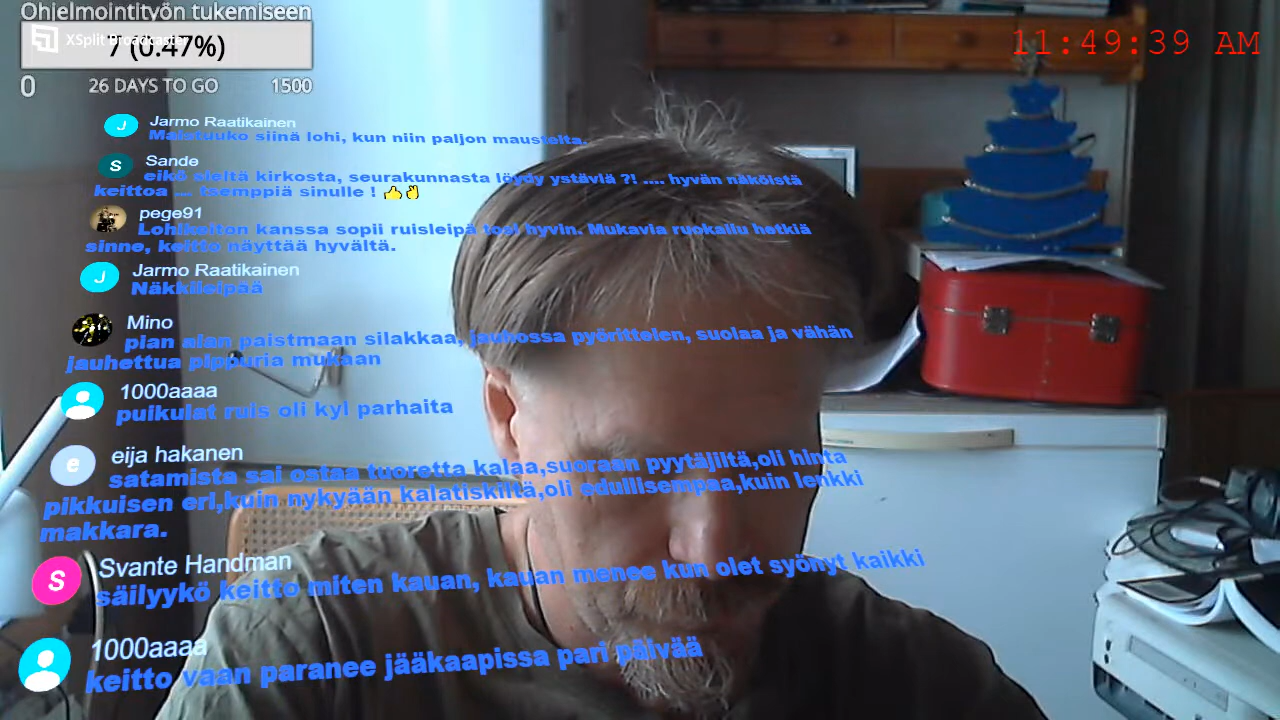 Ohjelmointityön tukemiseen
XSplit Broadcaster
7 (0.47%)
0 26 DAYS TO GO 1500
11:49:39 AM
Jarmo Raatikainen
Maistuuko siinä lohi, kun niin paljon mausteita.
Sande
eikö sieltä kirkosta, seurakunnasta löydy ystäviä ?! .... hyvän näköistä
keittoa .... tsemppiä sinulle ! 👍✌
pege91
Lohikeiton kanssa sopii ruisleipä tosi hyvin. Mukavia ruokailu hetkiä
sinne, keitto näyttää hyvältä.
Jarmo Raatikainen
Näkkileipää
Mino
pian alan paistmaan silakkaa, jauhossa pyörittelen, suolaa ja vähän
jauhettua pippuria mukaan
1000aaaa
puikulat ruis oli kyl parhaita
eija hakanen
satamista sai ostaa tuoretta kalaa,suoraan pyytäjiltä,oli hinta
pikkuisen eri,kuin nykyään kalatiskiltä,oli edullisempaa,kuin lenkki
makkara.
Svante Handman
säilyykö keitto miten kauan, kauan menee kun olet syönyt kaikki
1000aaaa
keitto vaan paranee jääkaapissa pari päivää